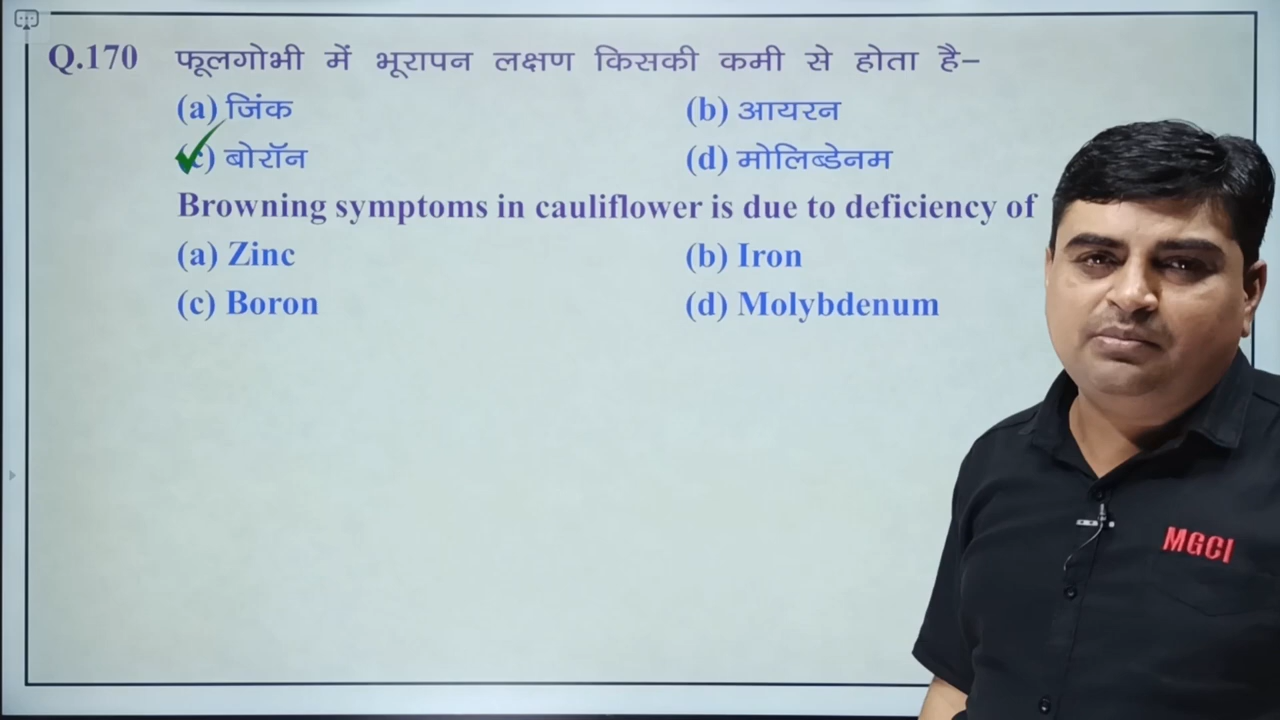 Q.170 फूलगोभी में भूरापन लक्षण किसकी कमी से होता है–
(a) जिंक (b) आयरन
(c) बोरॉन (d) मोलिब्डेनम
Browning symptoms in cauliflower is due to deficiency of
(a) Zinc (b) Iron
(c) Boron (d) Molybdenum
MGCI